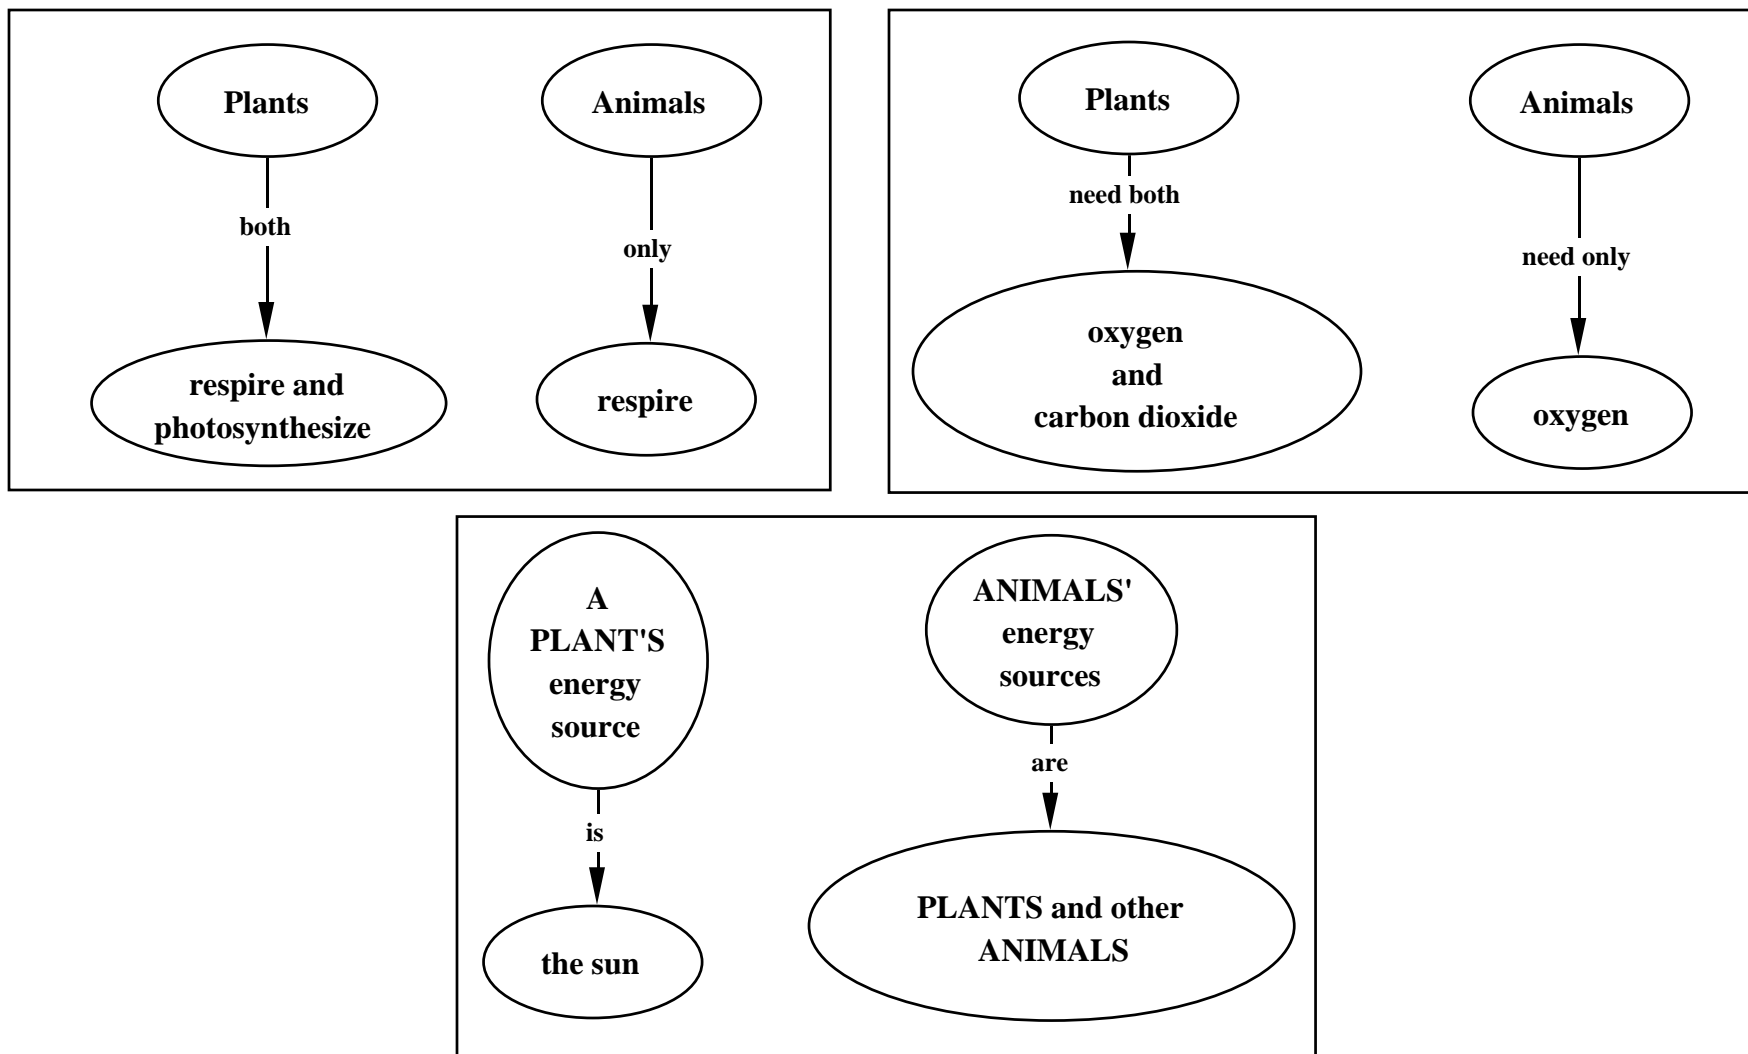 Plants
both
respire and
photosynthesize
Animals
only
respire
Plants
need both
oxygen
and
carbon dioxide
Animals
need only
oxygen
A
PLANT'S
energy
source
is
the sun
ANIMALS'
energy
sources
are
PLANTS and other
ANIMALS